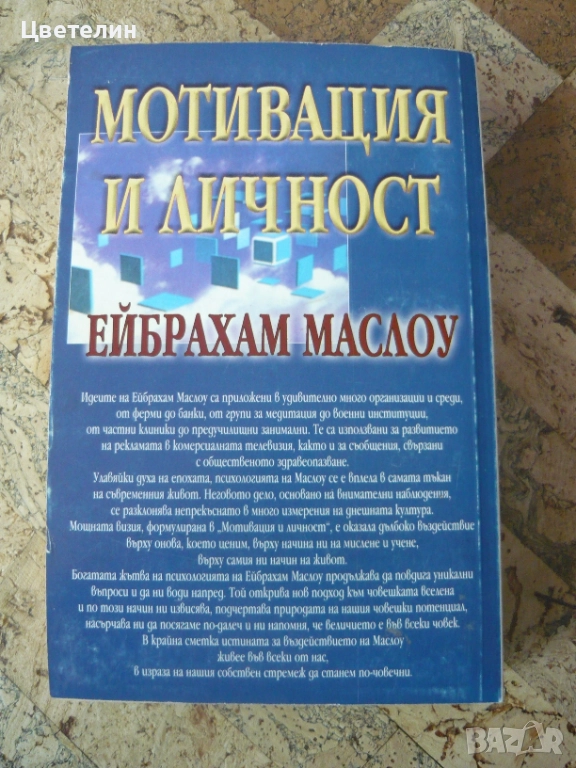 Цветелин
МОТИВАЦИЯ
И ЛИЧНОСТ
ЕЙБРАХАМ МАСЛОУ
Идеите на Ейбрахам Маслоу са приложени в удивително много организации и среди,
от ферми до банки, от групи за медитация до военни институции,
от частни клиники до предучилищни занимални. Те са използвани за развитието
на рекламата в комерсиалната телевизия, както и за съобщения, свързани
с общественото здравеопазване.
Улавяйки духа на епохата, психологията на Маслоу се е вплела в самата тъкан
на съвременния живот. Неговото дело, основано на внимателни наблюдения,
се разклонява непрекъснато в много измерения на днешната култура.
Мощната визия, формулирана в „Мотивация и личност“, е оказала дълбоко въздействие
върху онова, което ценим, върху начина ни на мислене и учене,
върху самия ни начин на живот.
Богатата жътва на психологията на Ейбрахам Маслоу продължава да повдига уникални
въпроси и да ни води напред. Той открива нов подход към човешката вселена
и по този начин ни извисява, подчертава природата на нашия човешки потенциал,
насърчава ни да посягаме по-далеч и ни напомня, че величието е във всеки човек.
В крайна сметка истината за въздействието на Маслоу
живее във всеки от нас,
в израза на нашия собствен стремеж да станем по-човечни.
BAZAR